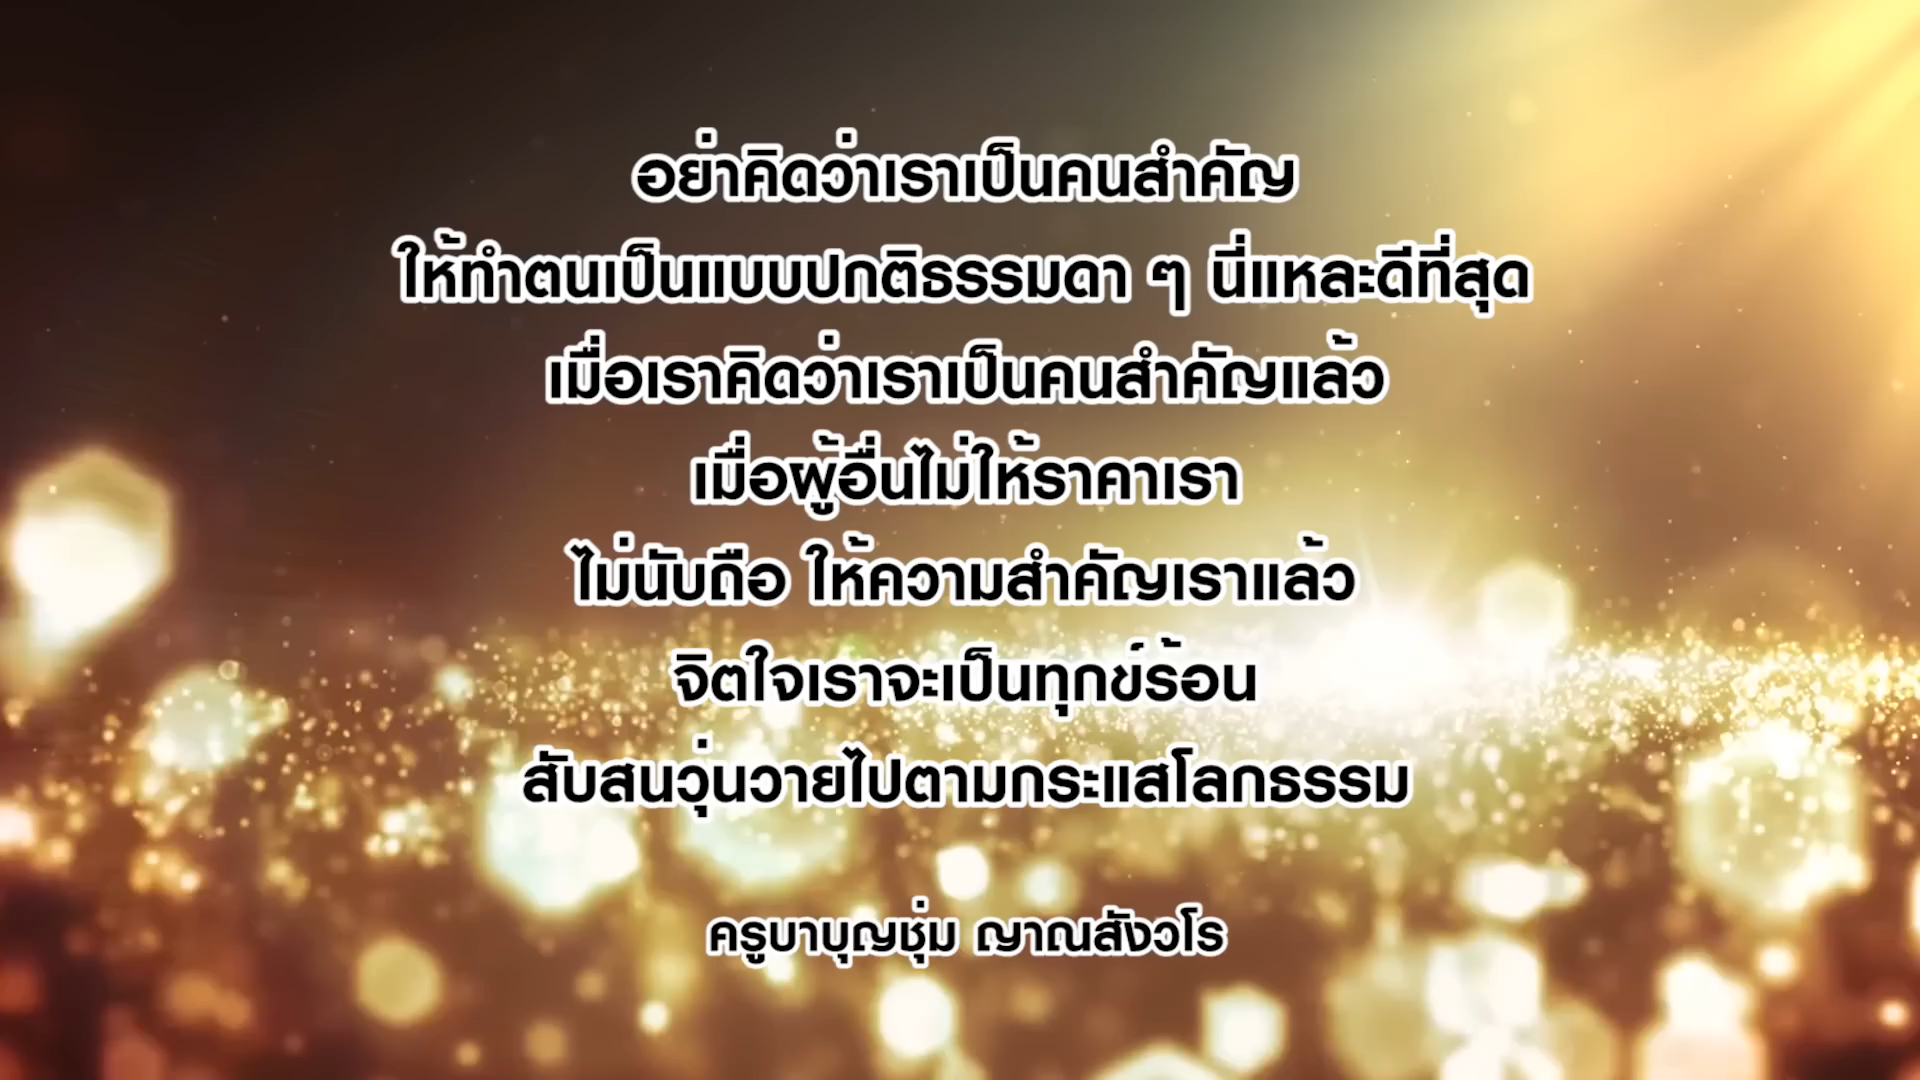 อย่าคิดว่าเราเป็นคนสำคัญ
ให้ทำตนเป็นแบบปกติธรรมดา ๆ นี่แหละดีที่สุด
เมื่อเราคิดว่าเราเป็นคนสำคัญแล้ว
เมื่อผู้อื่นไม่ให้ราคาเรา
ไม่นับถือ ให้ความสำคัญเราแล้ว
จิตใจเราจะเป็นทุกข์ร้อน
สับสนวุ่นวายไปตามกระแสโลกธรรม
ครูบาบุญชุ่ม ญาณสังวโร